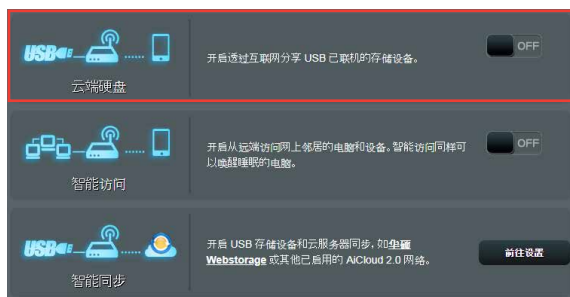 USB
云端硬盘
开启透过互联网分享 USB 已联机的存储设备。
OFF
智能访问
开启从远端访问网上邻居的电脑和设备。智能访问同样可
以唤醒睡眠的电脑。
OFF
USB
智能同步
开启 USB 存储设备和云服务器同步,如华硕
Webstorage 或其他已启用的 AiCloud 2.0 网络。
前往设置